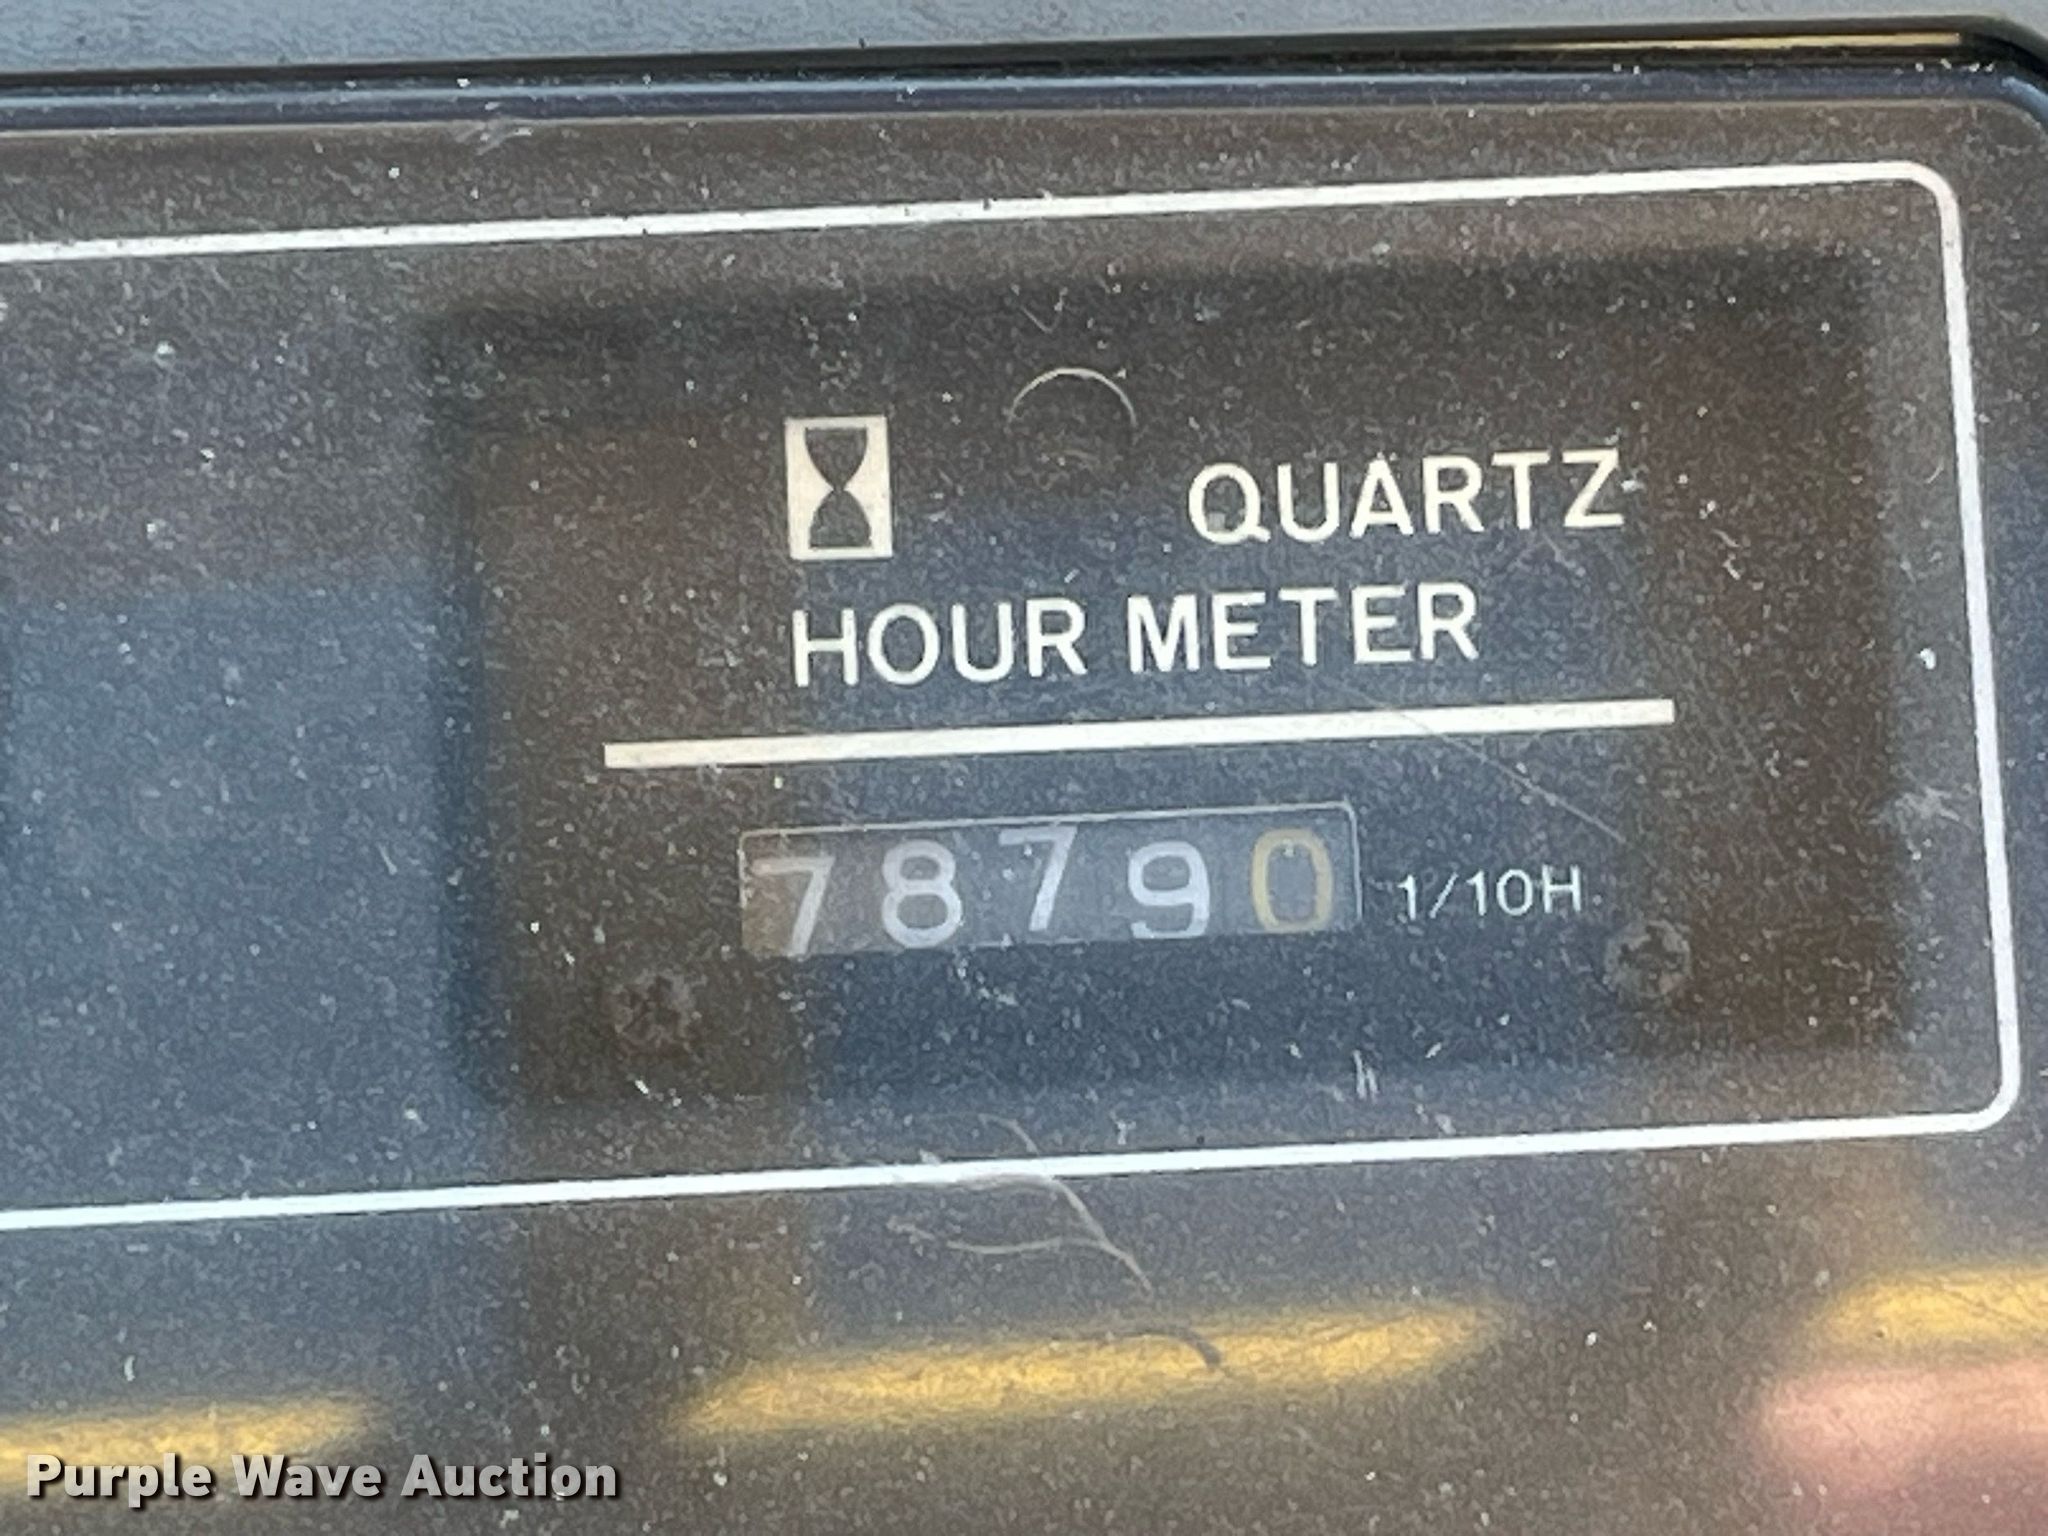 QUARTZ
HOUR METER
78790 1/10H
Purple Wave Auction